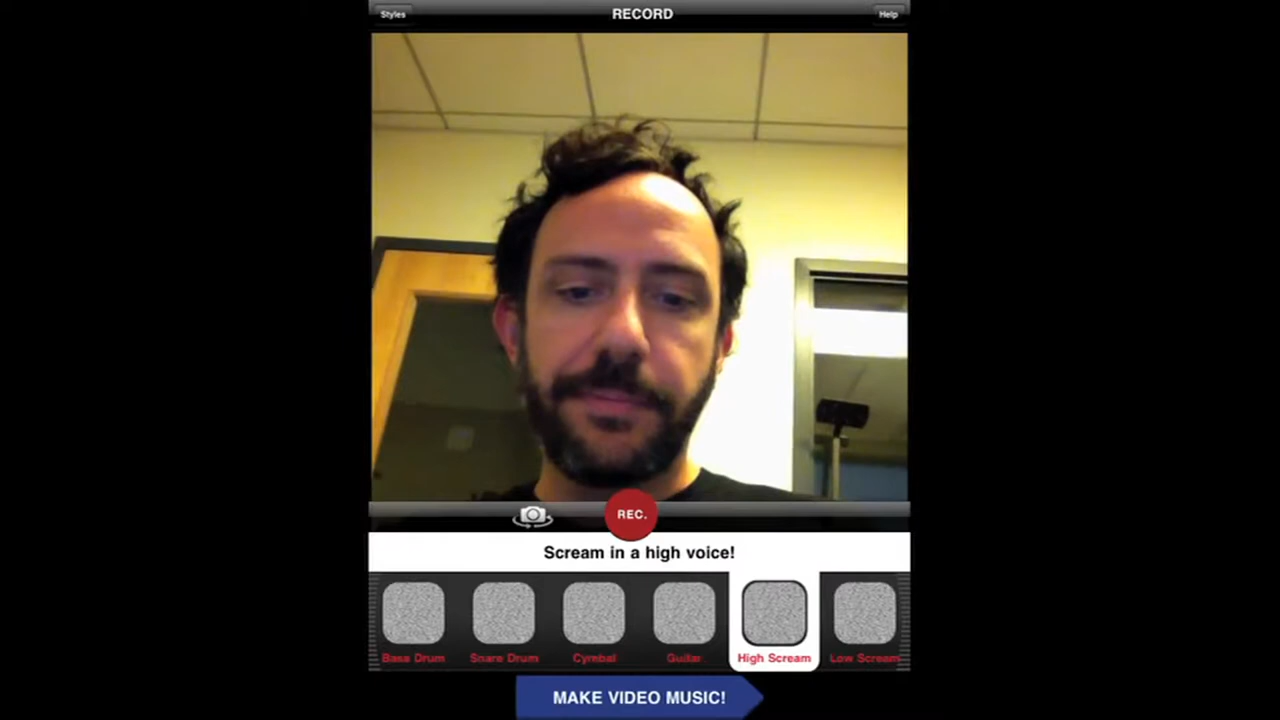 Styles
RECORD
Help
REC.
Scream in a high voice!
Bass Drum
Snare Drum
Cymbal
Guitar
High Scream
Low Scream
MAKE VIDEO MUSIC!